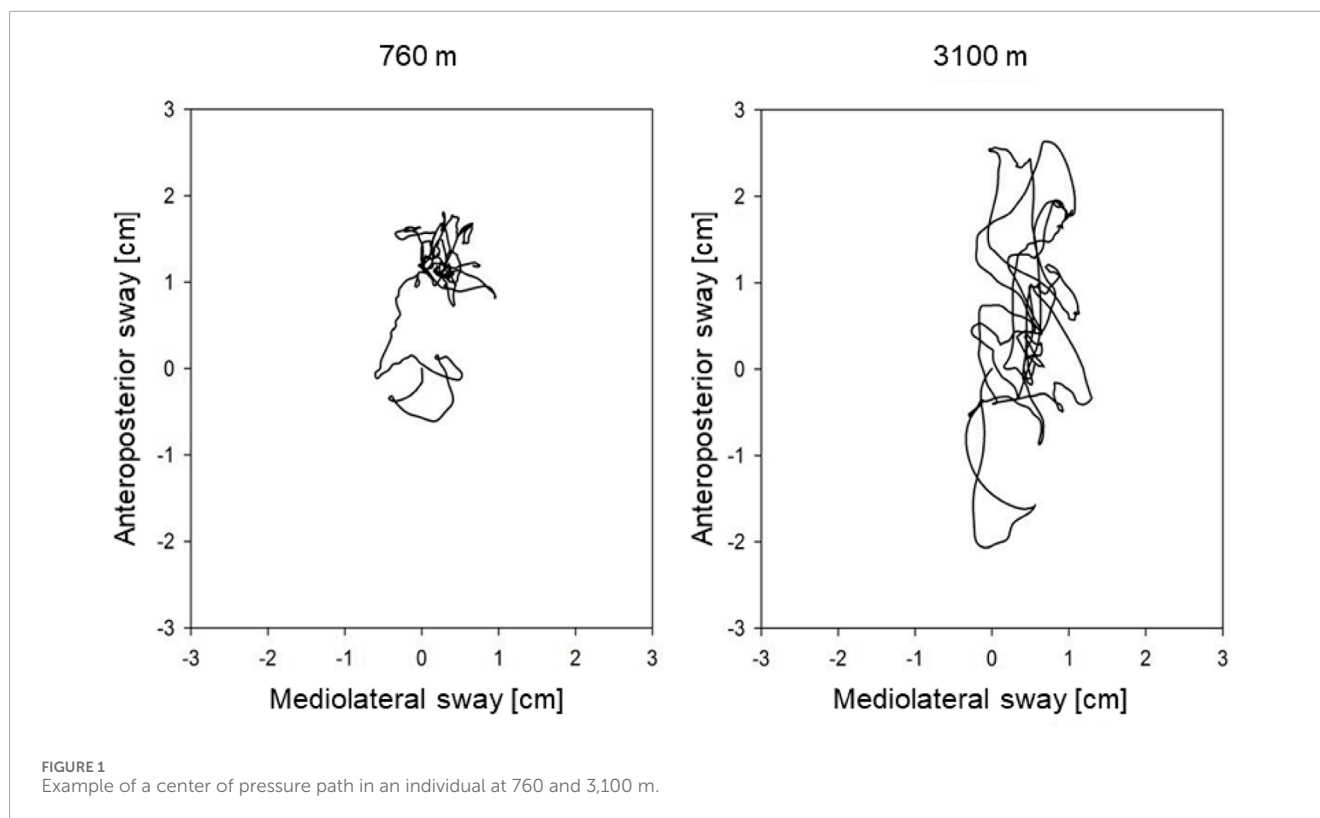 760 m
3100 m
3
2
1
0
-1
-2
-3
Anteroposterior sway [cm]
-3 -2 -1 0 1 2 3
Mediolateral sway [cm]
3
2
1
0
-1
-2
-3
Anteroposterior sway [cm]
-3 -2 -1 0 1 2 3
Mediolateral sway [cm]
FIGURE 1
Example of a center of pressure path in an individual at 760 and 3,100 m.